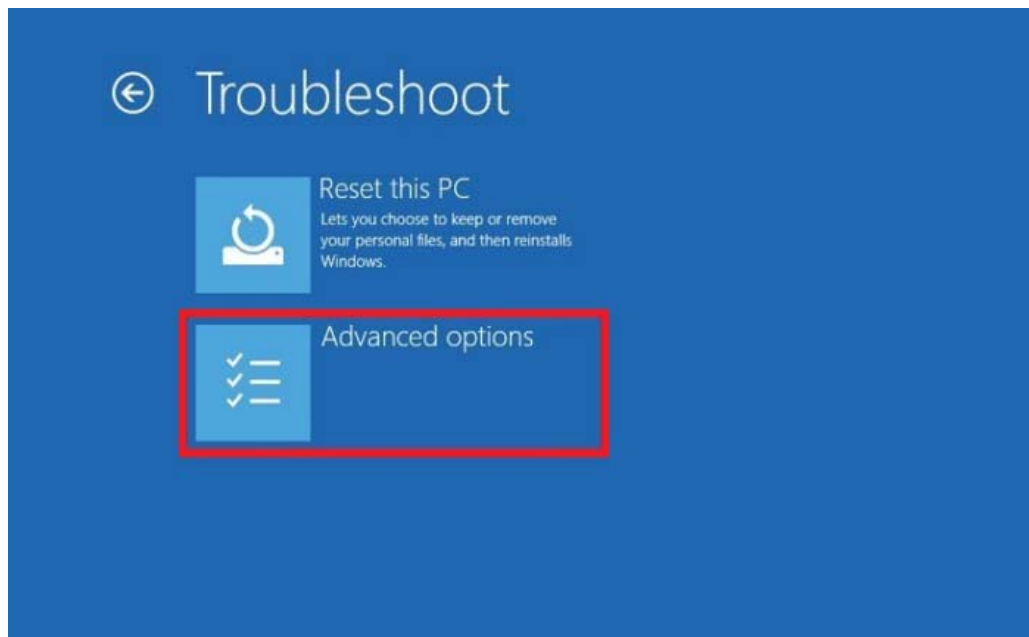 Troubleshoot
Reset this PC
Lets you choose to keep or remove
your personal files, and then reinstalls
Windows.
Advanced options